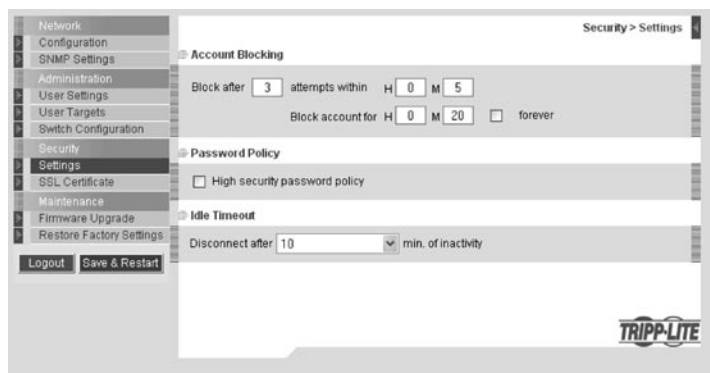 Network
Configuration
SNMP Settings
Administration
User Settings
User Targets
Switch Configuration
Security
Settings
SSL Certificate
Maintenance
Firmware Upgrade
Restore Factory Settings
Logout Save & Restart
Security > Settings
Account Blocking
Block after 3 attempts within H 0 M 5
Block account for H 0 M 20 forever
Password Policy
High security password policy
Idle Timeout
Disconnect after 10 min. of inactivity
TRIPP-LITE